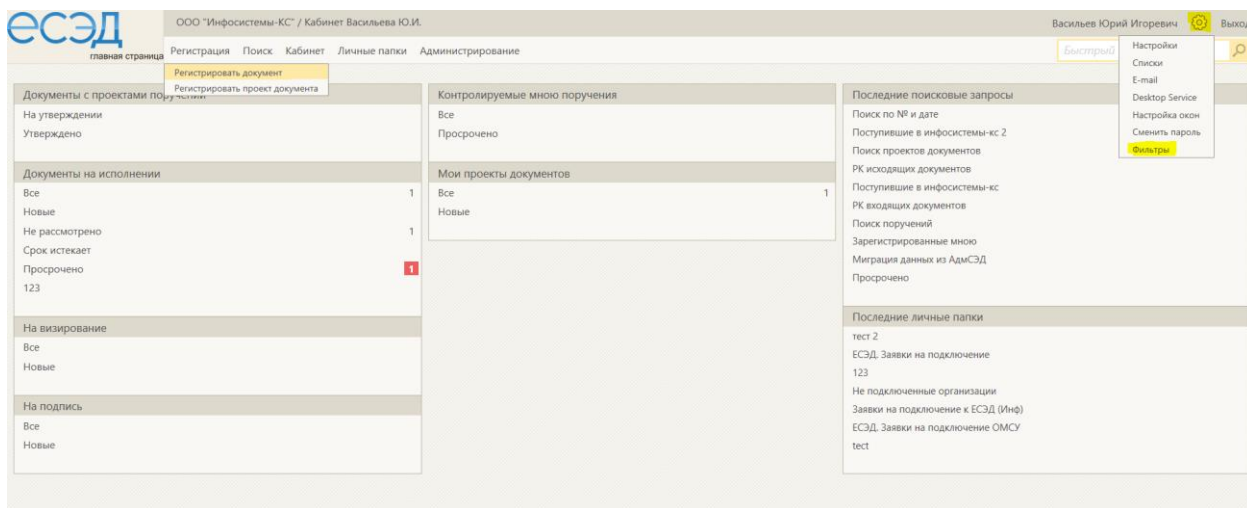 есэд
главная страница
ООО "Инфосистемы-КС" / Кабинет Васильева Ю.И.
Васильев Юрий Игоревич
Выход
Регистрация Поиск Кабинет Личные папки Администрирование
Быстрый
Регистрировать документ
Регистрировать проект документа
Настройки
Списки
E-mail
Desktop Service
Настройка окон
Сменить пароль
Фильтры
Документы с проектами поручений
На утверждении
Утверждено
Документы на исполнении
Все 1
Новые
Не рассмотрено 1
Срок истекает
Просрочено 1
123
На визирование
Все
Новые
На подпись
Все
Новые
Контролируемые мною поручения
Все
Просрочено
Мои проекты документов
Все 1
Новые
Последние поисковые запросы
Поиск по № и дате
Поступившие в инфосистемы-кс 2
Поиск проектов документов
РК исходящих документов
Поступившие в инфосистемы-кс
РК входящих документов
Поиск поручений
Зарегистрированные мною
Миграция данных из АдмСЭД
Просрочено
Последние личные папки
тест 2
ЕСЭД. Заявки на подключение
123
Не подключенные организации
Заявки на подключение к ЕСЭД (Инф)
ЕСЭД. Заявки на подключение ОМСУ
tест